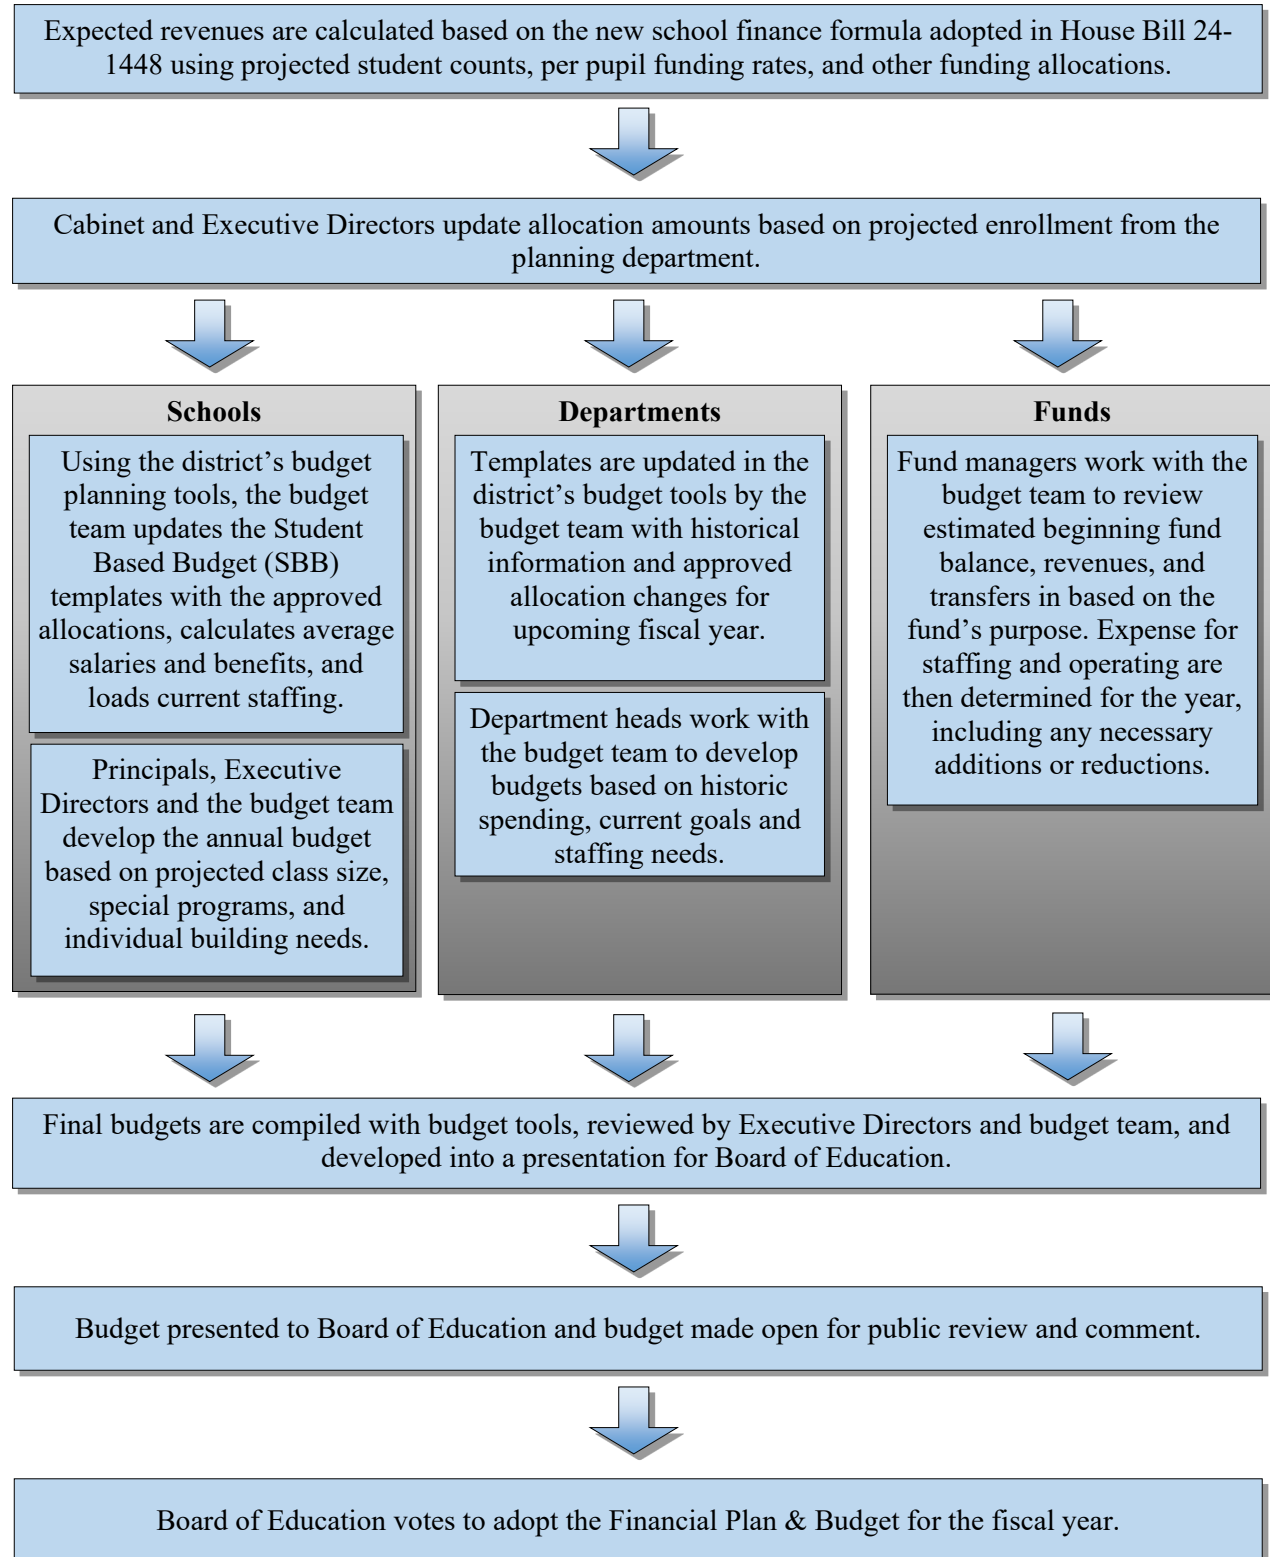 Expected revenues are calculated based on the new school finance formula adopted in House Bill 24-
1448 using projected student counts, per pupil funding rates, and other funding allocations.
Cabinet and Executive Directors update allocation amounts based on projected enrollment from the
planning department.
Schools
Using the district’s budget
planning tools, the budget
team updates the Student
Based Budget (SBB)
templates with the approved
allocations, calculates average
salaries and benefits, and
loads current staffing.
Principals, Executive
Directors and the budget team
develop the annual budget
based on projected class size,
special programs, and
individual building needs.
Departments
Templates are updated in the
district’s budget tools by the
budget team with historical
information and approved
allocation changes for
upcoming fiscal year.
Department heads work with
the budget team to develop
budgets based on historic
spending, current goals and
staffing needs.
Funds
Fund managers work with the
budget team to review
estimated beginning fund
balance, revenues, and
transfers in based on the
fund’s purpose. Expense for
staffing and operating are
then determined for the year,
including any necessary
additions or reductions.
Final budgets are compiled with budget tools, reviewed by Executive Directors and budget team, and
developed into a presentation for Board of Education.
Budget presented to Board of Education and budget made open for public review and comment.
Board of Education votes to adopt the Financial Plan & Budget for the fiscal year.